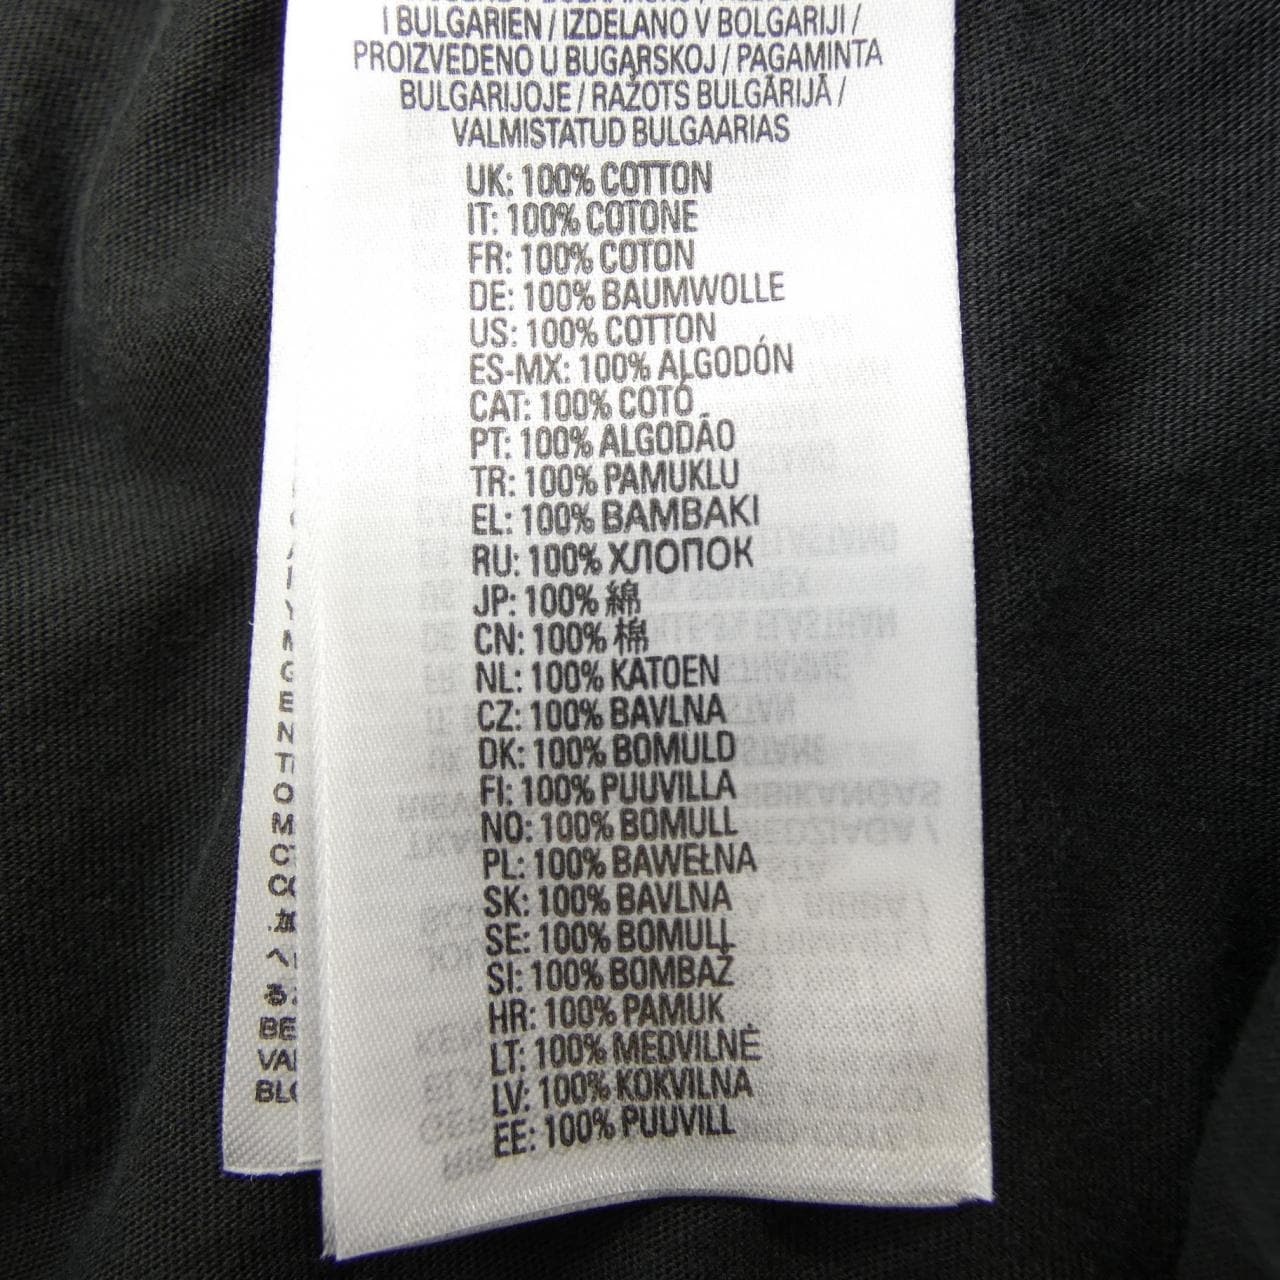 I BULGARIEN / IZDELANO V BOLGARIJI /
PROIZVEDENO U BUGARSKOJ / PAGAMINTA
BULGARIJOJE / RAŽOTS BULGĀRIJĀ /
VALMISTATUD BULGAARIAS
UK: 100% COTTON
IT: 100% COTONE
FR: 100% COTON
DE: 100% BAUMWOLLE
US: 100% COTTON
ES-MX: 100% ALGODÓN
CAT: 100% COTÓ
PT: 100% ALGODÃO
TR: 100% PAMUKLU
EL: 100% BAMBAKI
RU: 100% ХЛОПОК
JP: 100% 綿
CN: 100% 棉
NL: 100% KATOEN
CZ: 100% BAVLNA
DK: 100% BOMULD
FI: 100% PUUVILLA
NO: 100% BOMULL
PL: 100% BAWEŁNA
SK: 100% BAVLNA
SE: 100% BOMULL
SI: 100% BOMBAŽ
HR: 100% PAMUK
LT: 100% MEDVILNĖ
LV: 100% KOKVILNA
EE: 100% PUUVILL